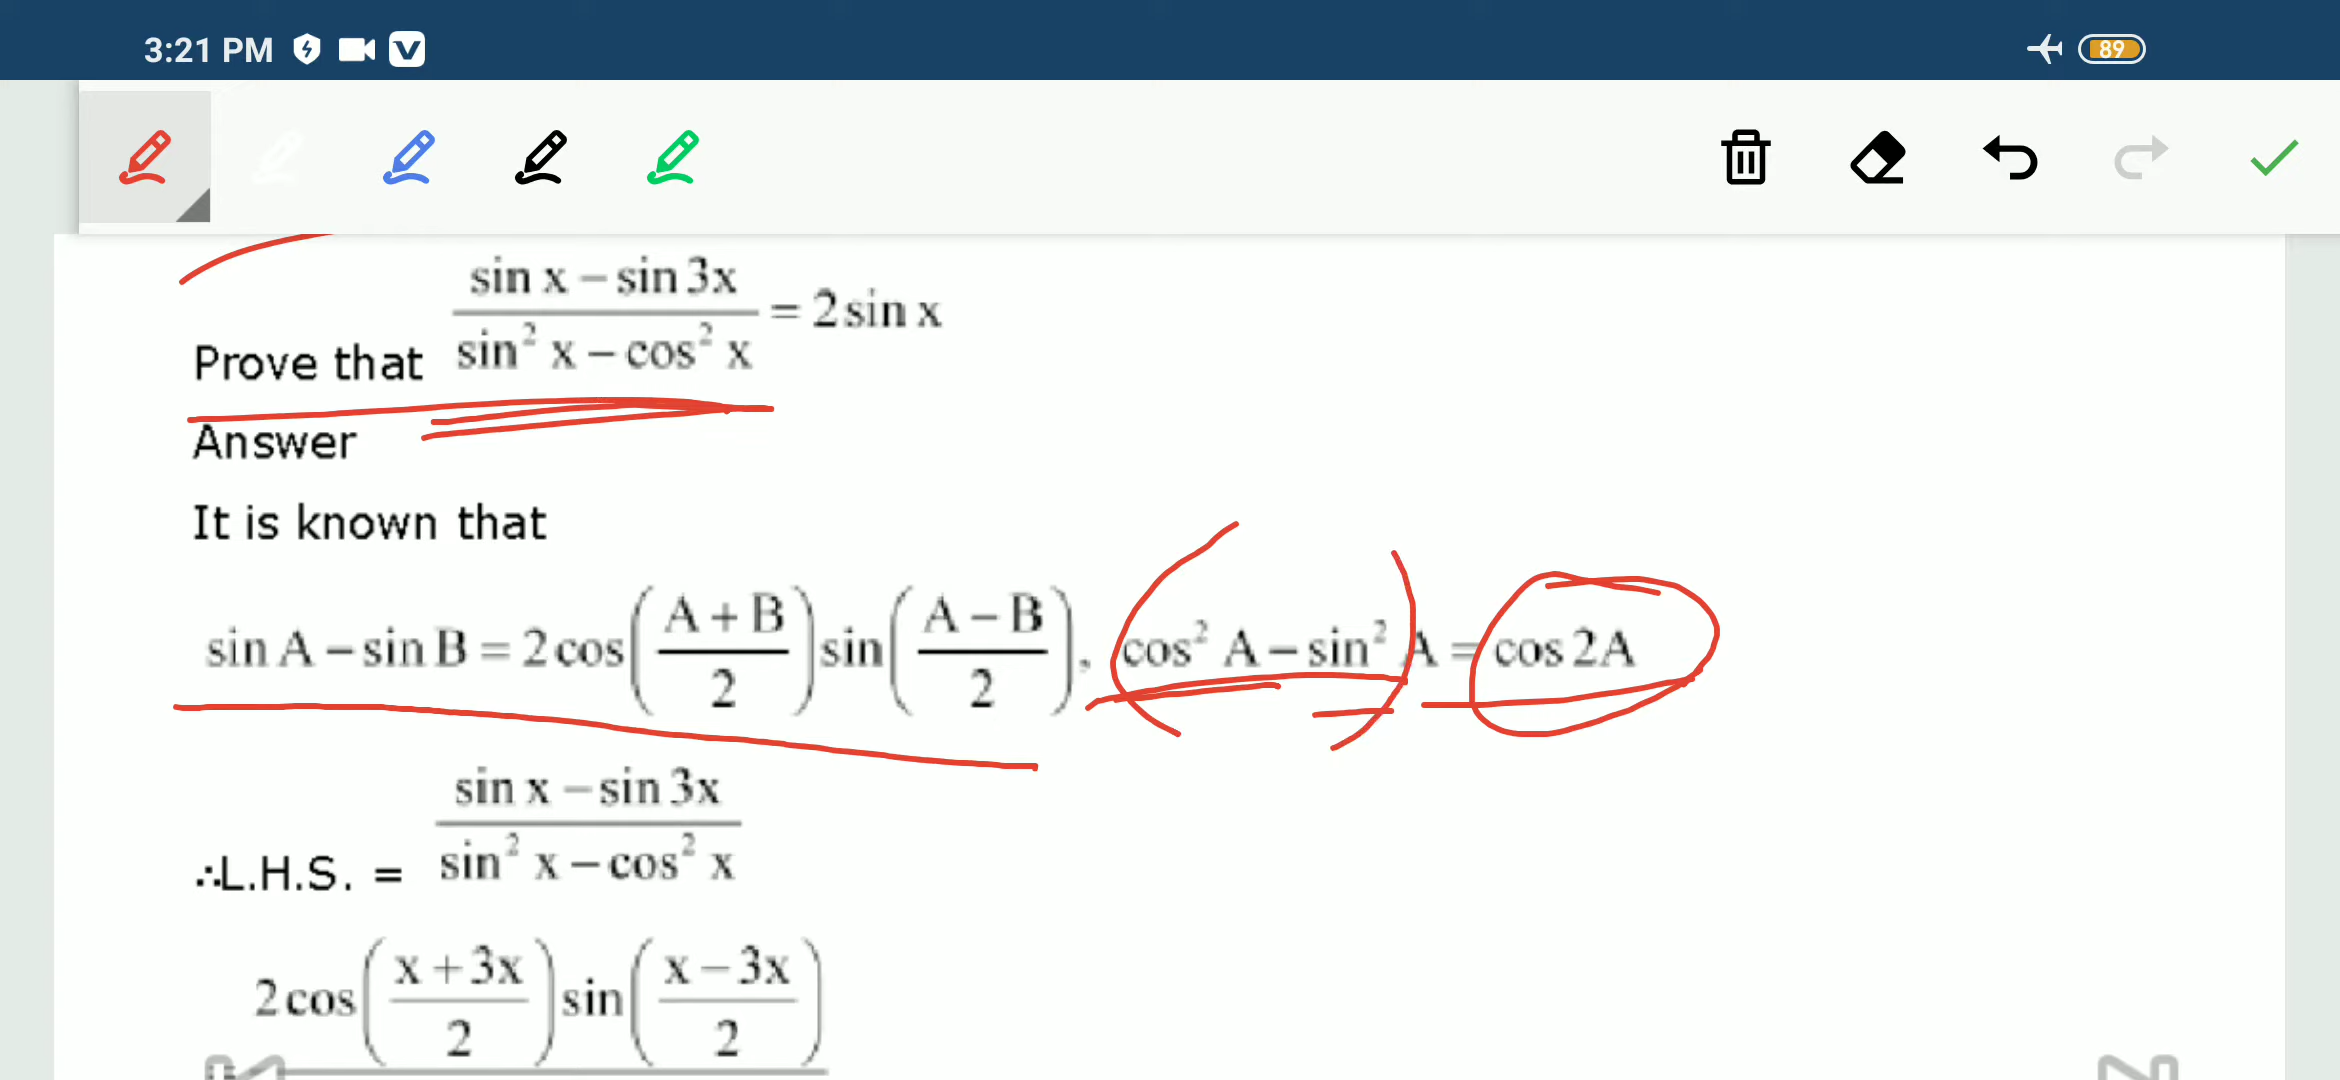 3:21 PM
89
Prove that (sin x − sin 3x)/(sin² x − cos² x) = 2 sin x
Answer
It is known that
sin A − sin B = 2 cos((A + B)/2) sin((A − B)/2), cos² A − sin² A = cos 2A
∴L.H.S. = (sin x − sin 3x)/(sin² x − cos² x)
2 cos((x + 3x)/2) sin((x − 3x)/2)